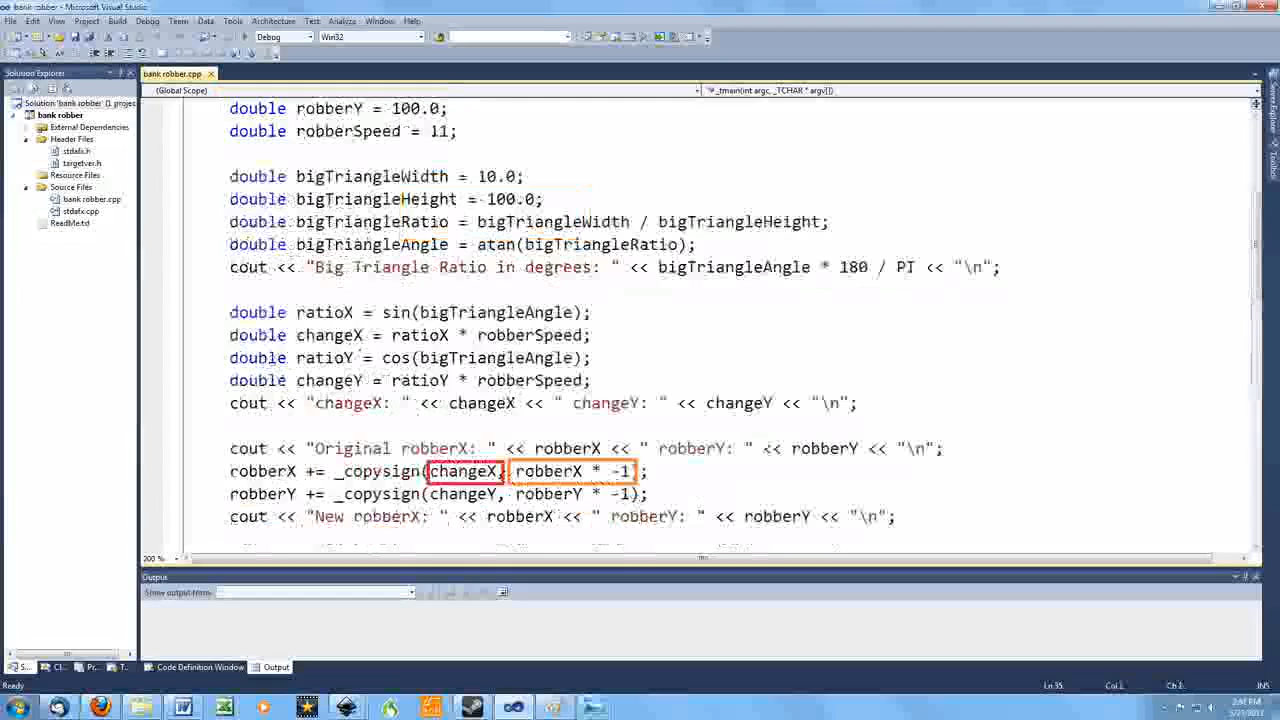 bank robber - Microsoft Visual Studio
File Edit View Project Build Debug Team Data Tools Architecture Test Analyze Window Help
Debug Win32
Solution Explorer
bank robber.cpp
(Global Scope) _tmain(int argc, _TCHAR * argv[])
Solution 'bank robber' (1 projec
bank robber
External Dependencies
Header Files
stdafx.h
targetver.h
Resource Files
Source Files
bank robber.cpp
stdafx.cpp
ReadMe.txt
double robberY = 100.0;
double robberSpeed = 11;
double bigTriangleWidth = 10.0;
double bigTriangleHeight = 100.0;
double bigTriangleRatio = bigTriangleWidth / bigTriangleHeight;
double bigTriangleAngle = atan(bigTriangleRatio);
cout << "Big Triangle Ratio in degrees: " << bigTriangleAngle * 180 / PI << "\n";
double ratioX = sin(bigTriangleAngle);
double changeX = ratioX * robberSpeed;
double ratioY = cos(bigTriangleAngle);
double changeY = ratioY * robberSpeed;
cout << "changeX: " << changeX << " changeY: " << changeY << "\n";
cout << "Original robberX: " << robberX << " robberY: " << robberY << "\n";
robberX += _copysign(changeX, robberX * -1);
robberY += _copysign(changeY, robberY * -1);
cout << "New robberX: " << robberX << " robberY: " << robberY << "\n";
200 %
Output
Show output from:
S... Cl... Pr... T... Code Definition Window Output
Ready Ln 35 Col 1 Ch 1 INS
Server Explorer
Toolbox